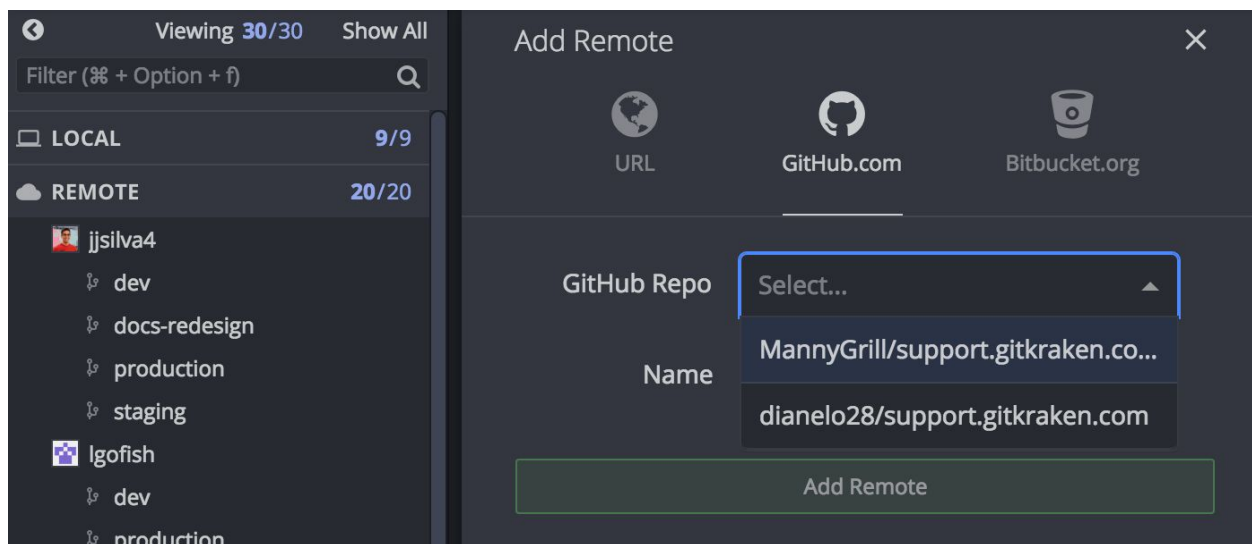 Viewing 30/30 Show All
Filter (⌘ + Option + f)
LOCAL 9/9
REMOTE 20/20
jjsilva4
dev
docs-redesign
production
staging
lgofish
dev
production
Add Remote
URL
GitHub.com
Bitbucket.org
GitHub Repo
Select...
MannyGrill/support.gitkraken.co...
dianelo28/support.gitkraken.com
Name
Add Remote